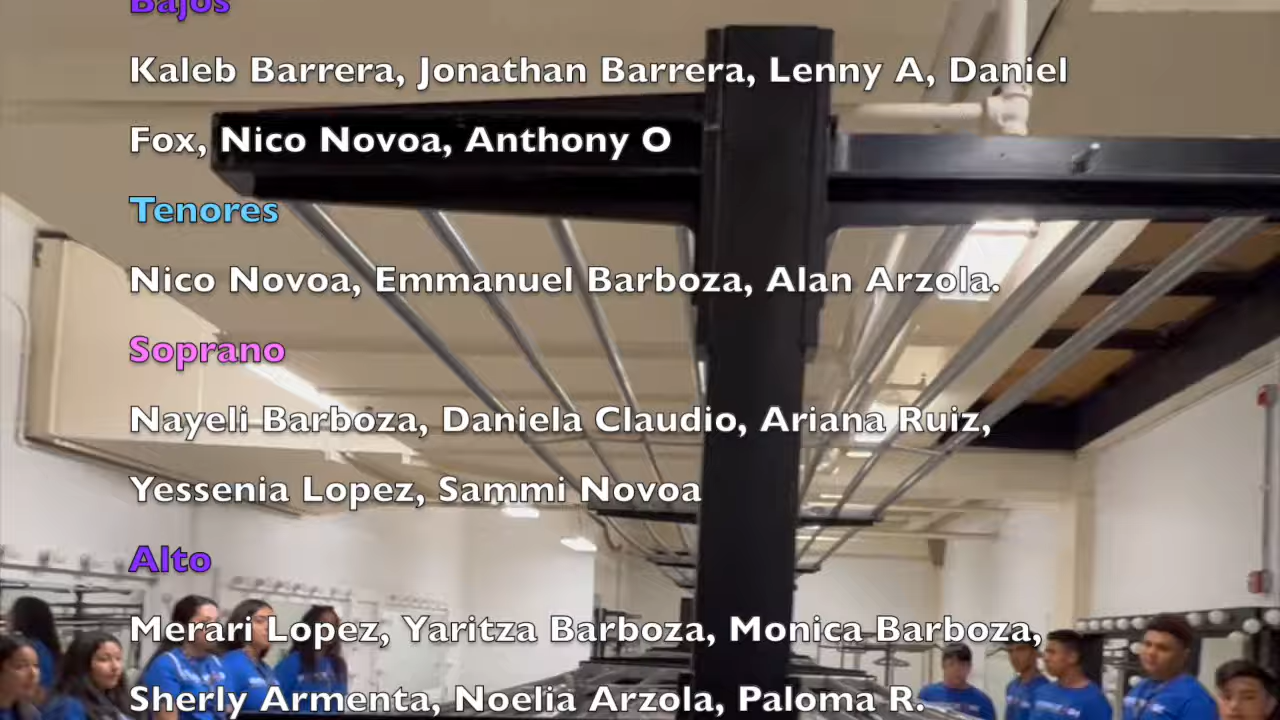 Bajos
Kaleb Barrera, Jonathan Barrera, Lenny A, Daniel
Fox, Nico Novoa, Anthony O
Tenores
Nico Novoa, Emmanuel Barboza, Alan Arzola.
Soprano
Nayeli Barboza, Daniela Claudio, Ariana Ruiz,
Yessenia Lopez, Sammi Novoa
Alto
Merari Lopez, Yaritza Barboza, Monica Barboza,
Sherly Armenta, Noelia Arzola, Paloma R.